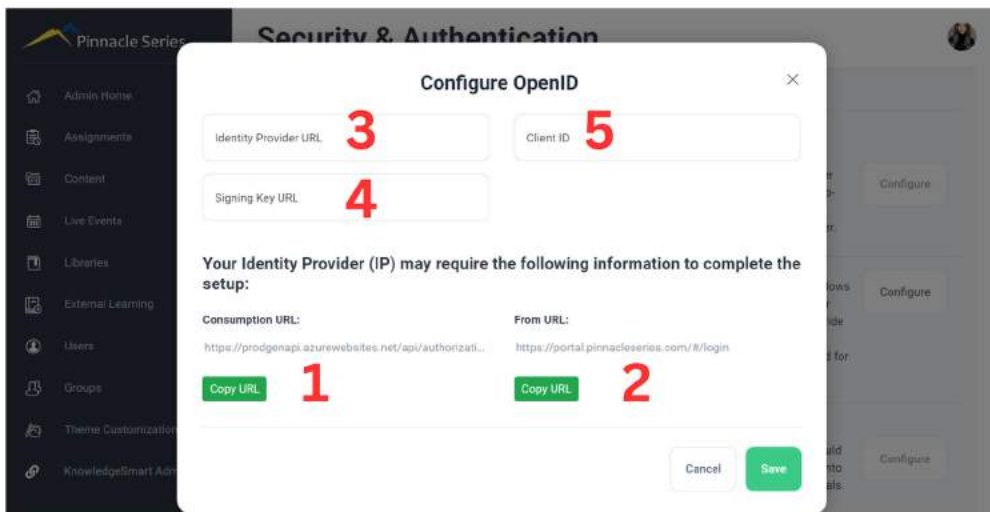 Pinnacle Series
Security & Authentication
Admin Home
Assignments
Content
Live Events
Libraries
External Learning
Users
Groups
Theme Customization
KnowledgeSmart Adm
Configure OpenID
Identity Provider URL 3
Client ID 5
Signing Key URL 4
Your Identity Provider (IP) may require the following information to complete the
setup:
Consumption URL:
From URL:
https://prodgenapi.azurewebsites.net/api/authorizati...
https://portal.pinnacleseries.com/#/login
Copy URL 1
Copy URL 2
Cancel
Save
Configure
lows
Configure
ide
for
Configure